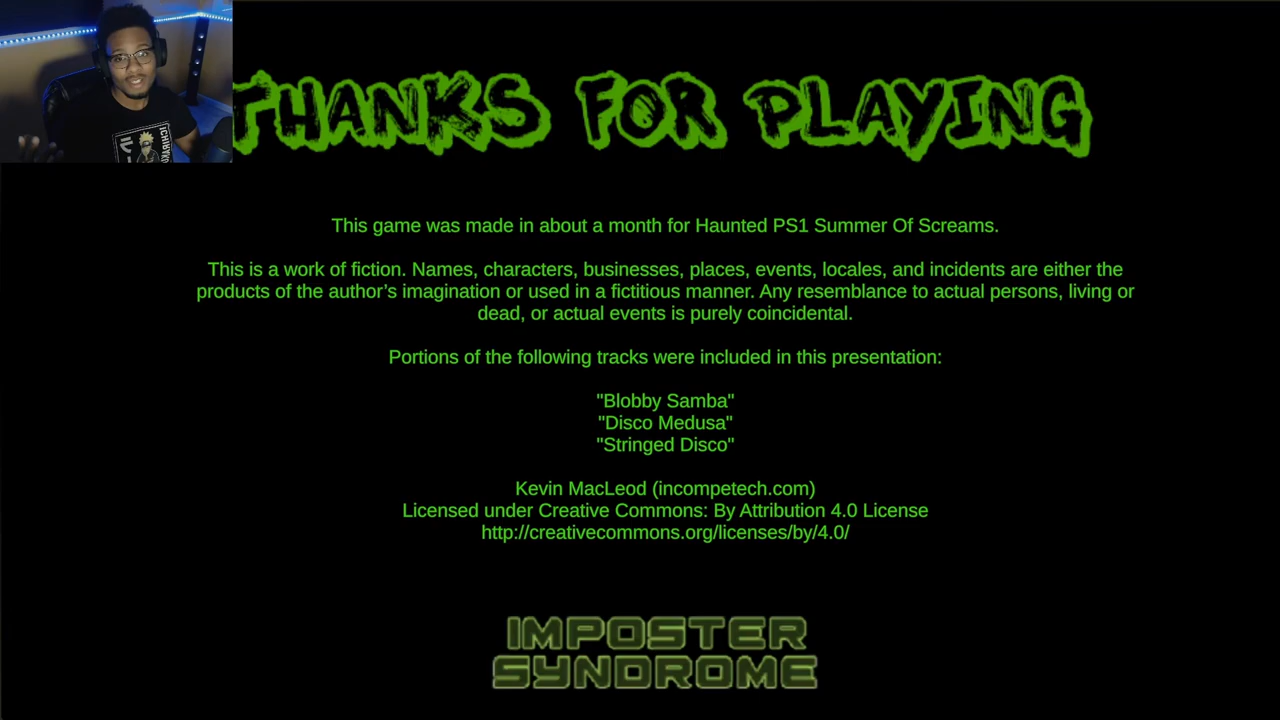 THANKS FOR PLAYING
This game was made in about a month for Haunted PS1 Summer Of Screams.
This is a work of fiction. Names, characters, businesses, places, events, locales, and incidents are either the
products of the author’s imagination or used in a fictitious manner. Any resemblance to actual persons, living or
dead, or actual events is purely coincidental.
Portions of the following tracks were included in this presentation:
"Blobby Samba"
"Disco Medusa"
"Stringed Disco"
Kevin MacLeod (incompetech.com)
Licensed under Creative Commons: By Attribution 4.0 License
http://creativecommons.org/licenses/by/4.0/
IMPOSTER
SYNDROME